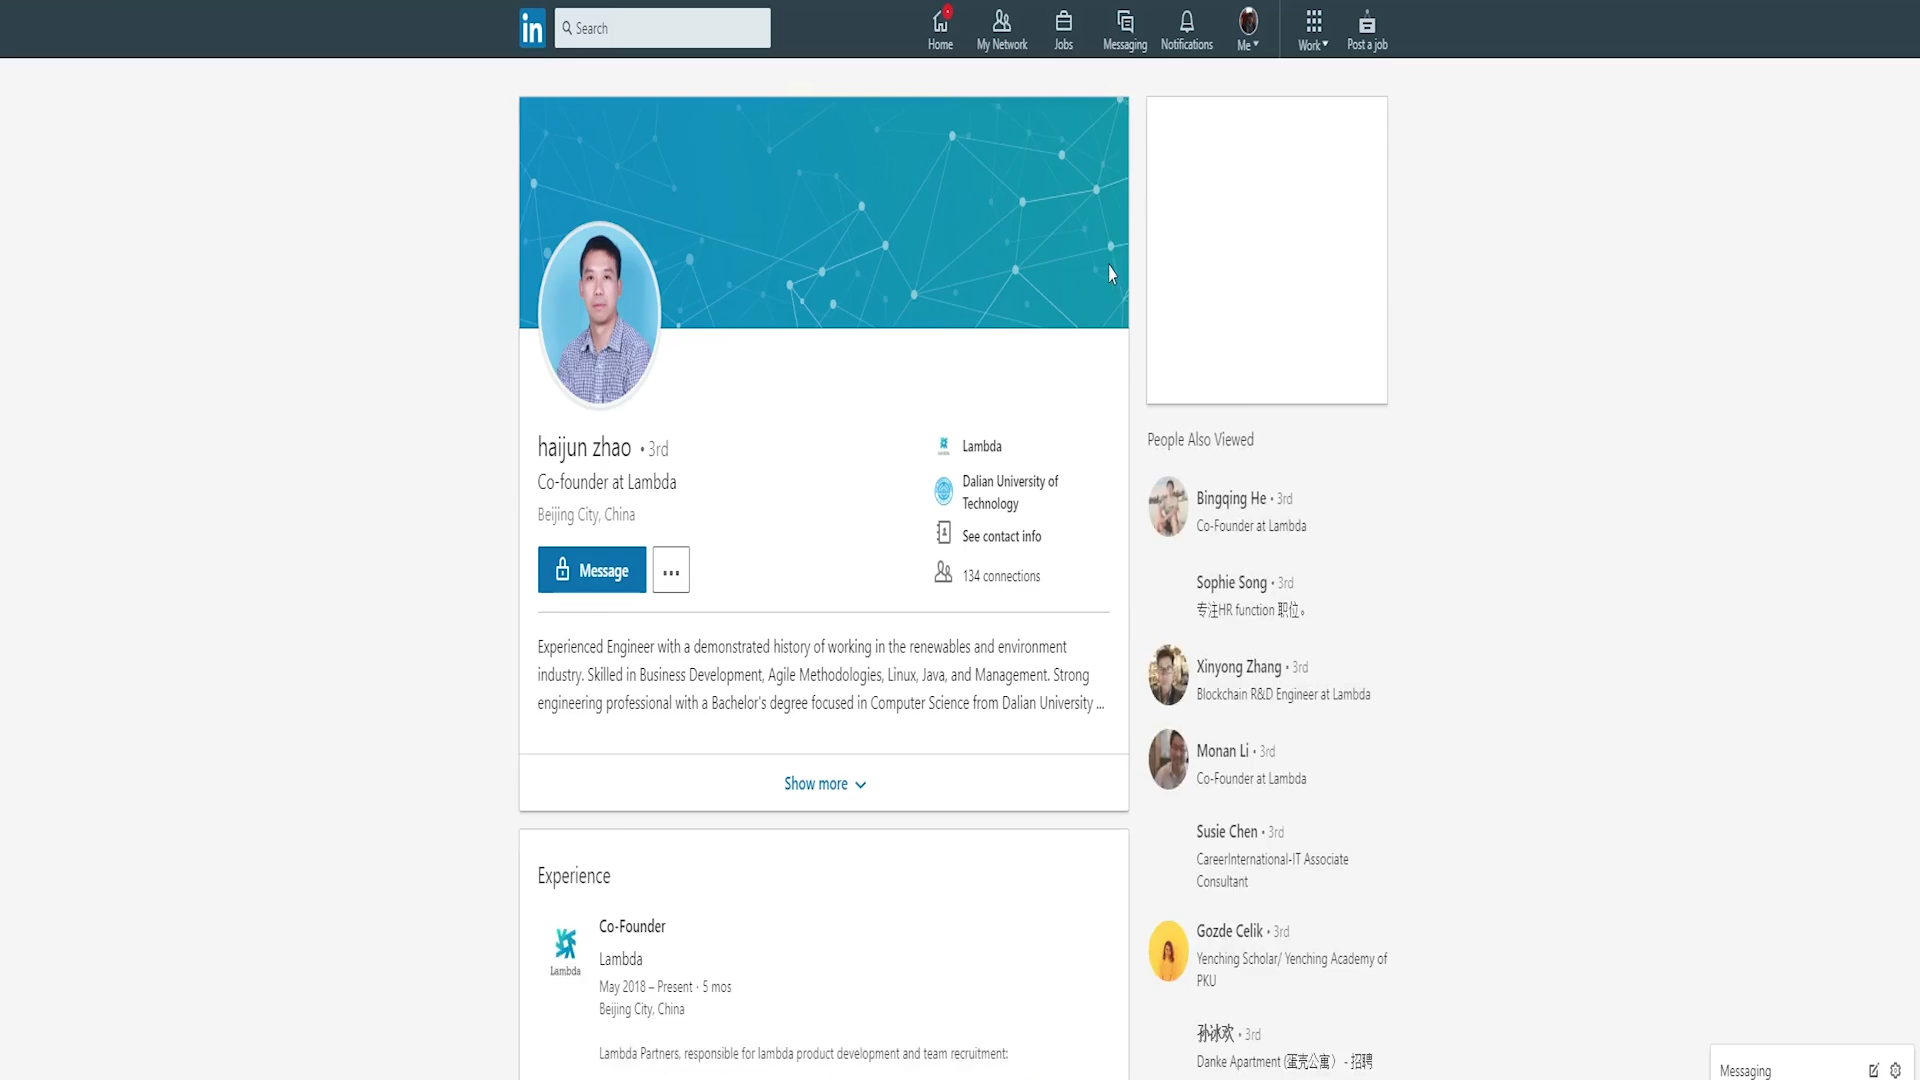 in
Search
Home
My Network
Jobs
Messaging
Notifications
Me
Work
Post a job
haijun zhao • 3rd
Co-founder at Lambda
Beijing City, China
Message
...
Lambda
Dalian University of
Technology
See contact info
134 connections
Experienced Engineer with a demonstrated history of working in the renewables and environment
industry. Skilled in Business Development, Agile Methodologies, Linux, Java, and Management. Strong
engineering professional with a Bachelor's degree focused in Computer Science from Dalian University ...
Show more
Experience
Co-Founder
Lambda
Lambda
May 2018 – Present · 5 mos
Beijing City, China
Lambda Partners, responsible for lambda product development and team recruitment:
People Also Viewed
Bingqing He • 3rd
Co-Founder at Lambda
Sophie Song • 3rd
专注HR function 职位。
Xinyong Zhang • 3rd
Blockchain R&D Engineer at Lambda
Monan Li • 3rd
Co-Founder at Lambda
Susie Chen • 3rd
CareerInternational-IT Associate
Consultant
Gozde Celik • 3rd
Yenching Scholar/ Yenching Academy of
PKU
孙冰欢 • 3rd
Danke Apartment (蛋壳公寓） - 招聘
Messaging